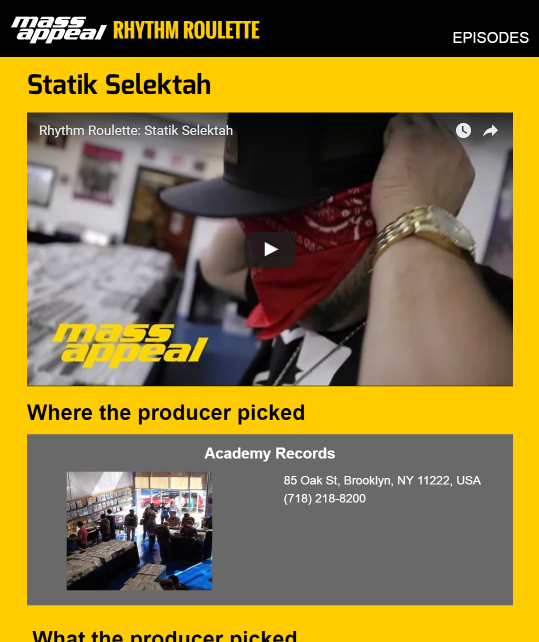 mass appeal RHYTHM ROULETTE
EPISODES
Statik Selektah
Rhythm Roulette: Statik Selektah
mass
appeal
Where the producer picked
Academy Records
85 Oak St, Brooklyn, NY 11222, USA
(718) 218-8200
What the producer picked